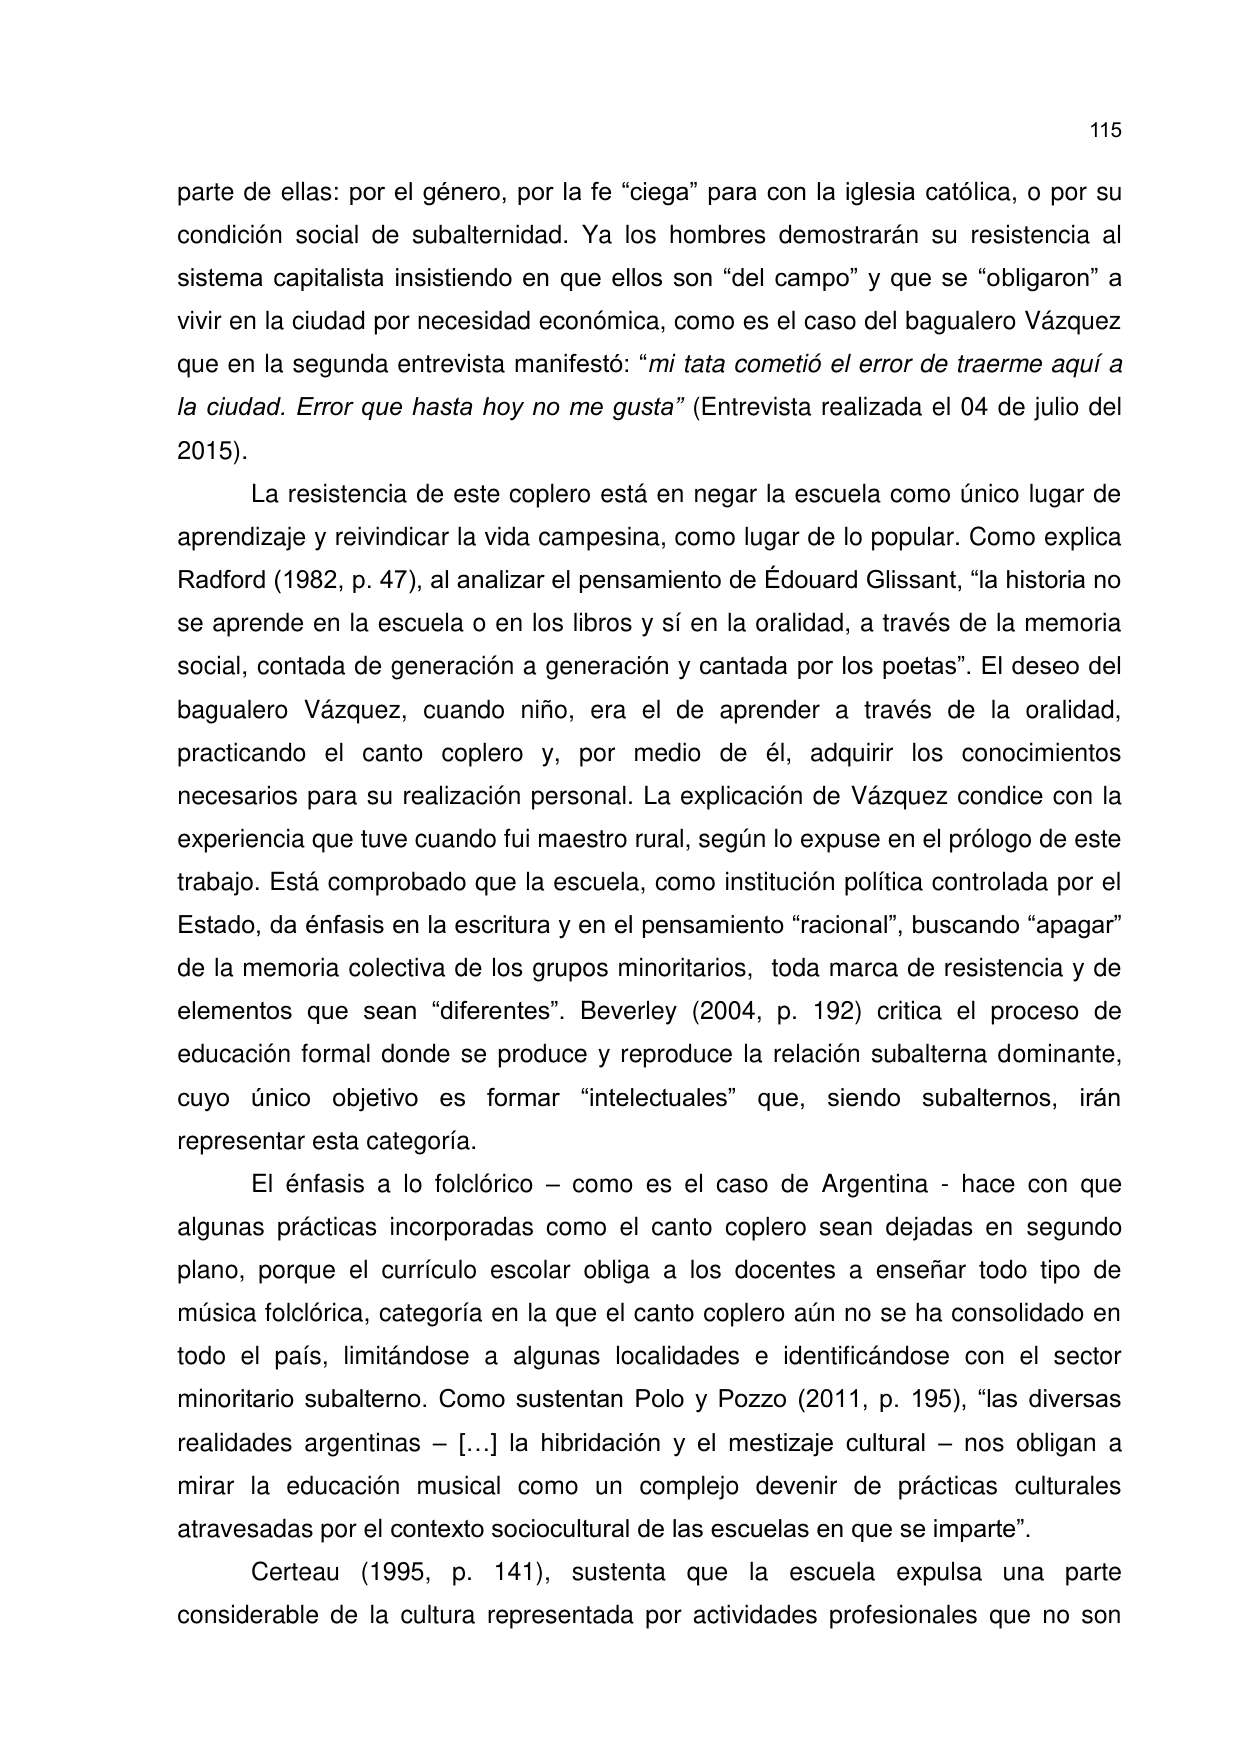 115
parte de ellas: por el género, por la fe “ciega” para con la iglesia católica, o por su
condición social de subalternidad. Ya los hombres demostrarán su resistencia al
sistema capitalista insistiendo en que ellos son “del campo” y que se “obligaron” a
vivir en la ciudad por necesidad económica, como es el caso del bagualero Vázquez
que en la segunda entrevista manifestó: “mi tata cometió el error de traerme aquí a
la ciudad. Error que hasta hoy no me gusta” (Entrevista realizada el 04 de julio del
2015).
La resistencia de este coplero está en negar la escuela como único lugar de
aprendizaje y reivindicar la vida campesina, como lugar de lo popular. Como explica
Radford (1982, p. 47), al analizar el pensamiento de Édouard Glissant, “la historia no
se aprende en la escuela o en los libros y sí en la oralidad, a través de la memoria
social, contada de generación a generación y cantada por los poetas”. El deseo del
bagualero Vázquez, cuando niño, era el de aprender a través de la oralidad,
practicando el canto coplero y, por medio de él, adquirir los conocimientos
necesarios para su realización personal. La explicación de Vázquez condice con la
experiencia que tuve cuando fui maestro rural, según lo expuse en el prólogo de este
trabajo. Está comprobado que la escuela, como institución política controlada por el
Estado, da énfasis en la escritura y en el pensamiento “racional”, buscando “apagar”
de la memoria colectiva de los grupos minoritarios,  toda marca de resistencia y de
elementos que sean “diferentes”. Beverley (2004, p. 192) critica el proceso de
educación formal donde se produce y reproduce la relación subalterna dominante,
cuyo único objetivo es formar “intelectuales” que, siendo subalternos, irán
representar esta categoría.
El énfasis a lo folclórico – como es el caso de Argentina - hace con que
algunas prácticas incorporadas como el canto coplero sean dejadas en segundo
plano, porque el currículo escolar obliga a los docentes a enseñar todo tipo de
música folclórica, categoría en la que el canto coplero aún no se ha consolidado en
todo el país, limitándose a algunas localidades e identificándose con el sector
minoritario subalterno. Como sustentan Polo y Pozzo (2011, p. 195), “las diversas
realidades argentinas – […] la hibridación y el mestizaje cultural – nos obligan a
mirar la educación musical como un complejo devenir de prácticas culturales
atravesadas por el contexto sociocultural de las escuelas en que se imparte”.
Certeau (1995, p. 141), sustenta que la escuela expulsa una parte
considerable de la cultura representada por actividades profesionales que no son